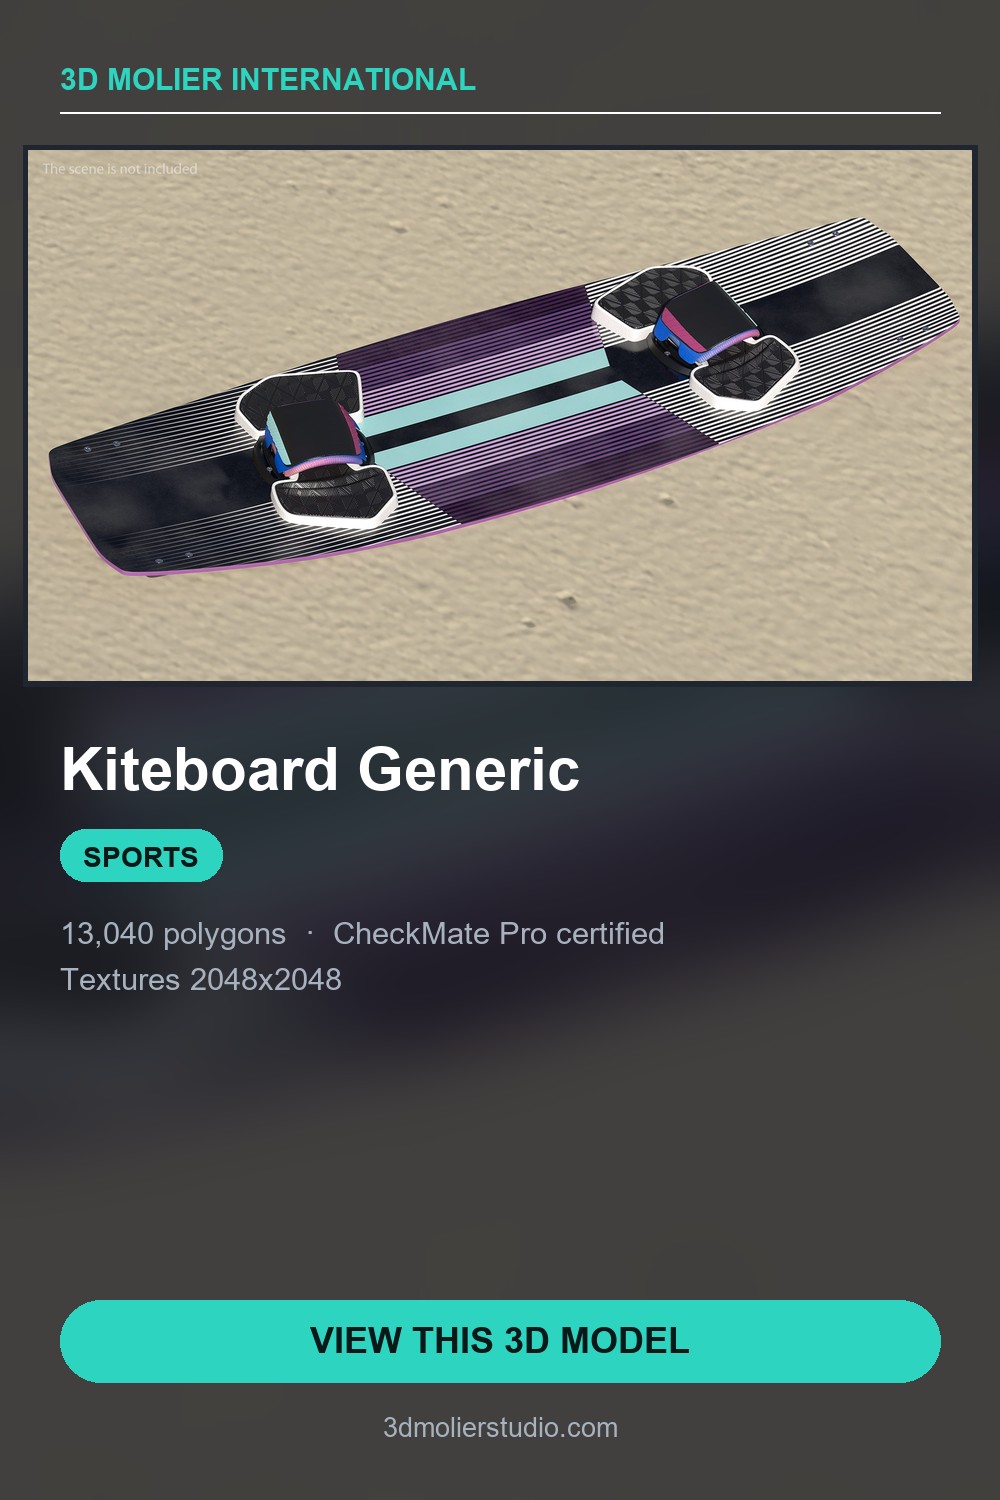 3D MOLIER INTERNATIONAL
The scene is not included
Kiteboard Generic
SPORTS
13,040 polygons · CheckMate Pro certified
Textures 2048x2048
VIEW THIS 3D MODEL
3dmolierstudio.com